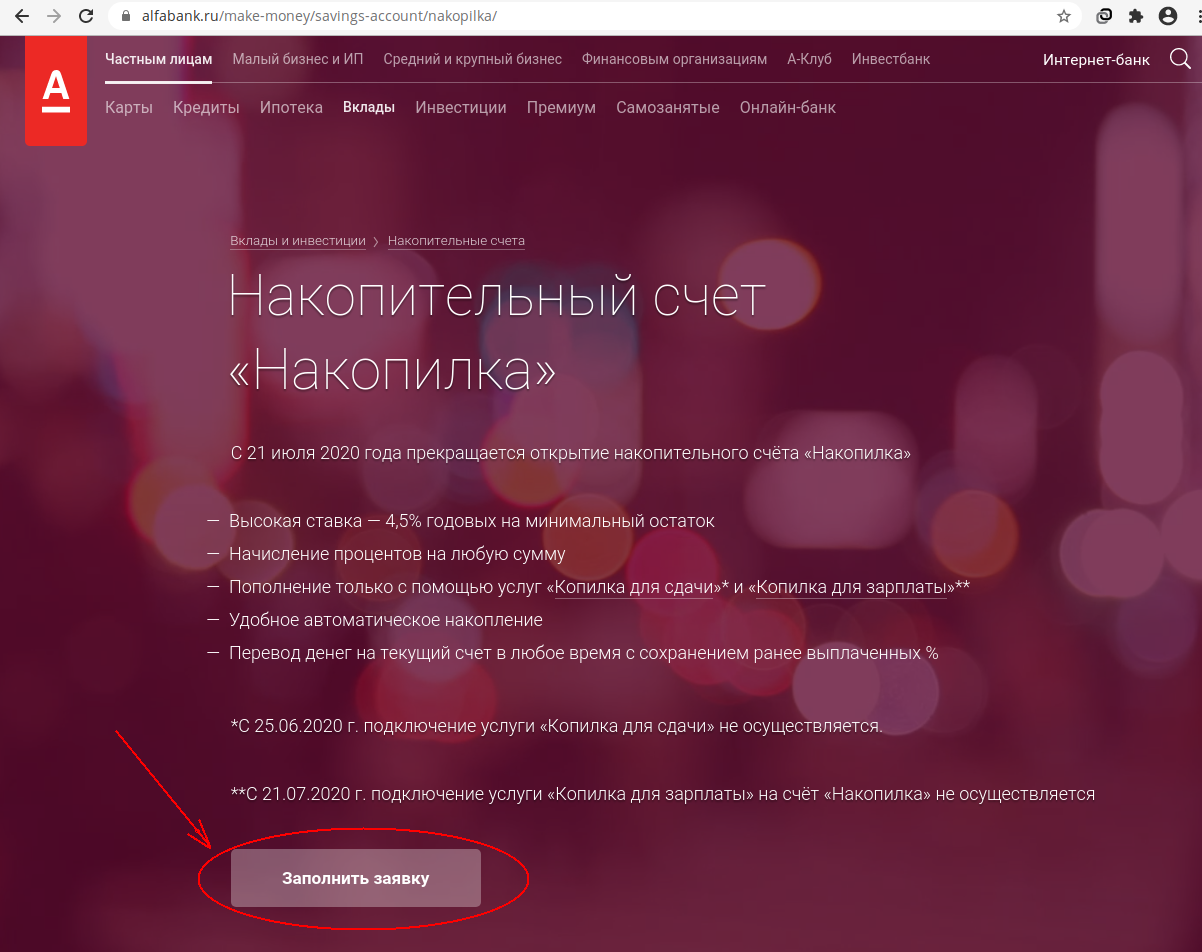 alfabank.ru/make-money/savings-account/nakopilka/
Частным лицам Малый бизнес и ИП Средний и крупный бизнес Финансовым организациям А-Клуб Инвестбанк Интернет-банк
А
Карты Кредиты Ипотека Вклады Инвестиции Премиум Самозанятые Онлайн-банк
Вклады и инвестиции > Накопительные счета
Накопительный счет
«Накопилка»
С 21 июля 2020 года прекращается открытие накопительного счёта «Накопилка»
— Высокая ставка — 4,5% годовых на минимальный остаток
— Начисление процентов на любую сумму
— Пополнение только с помощью услуг «Копилка для сдачи»* и «Копилка для зарплаты»**
— Удобное автоматическое накопление
— Перевод денег на текущий счет в любое время с сохранением ранее выплаченных %
*С 25.06.2020 г. подключение услуги «Копилка для сдачи» не осуществляется.
**С 21.07.2020 г. подключение услуги «Копилка для зарплаты» на счёт «Накопилка» не осуществляется
Заполнить заявку